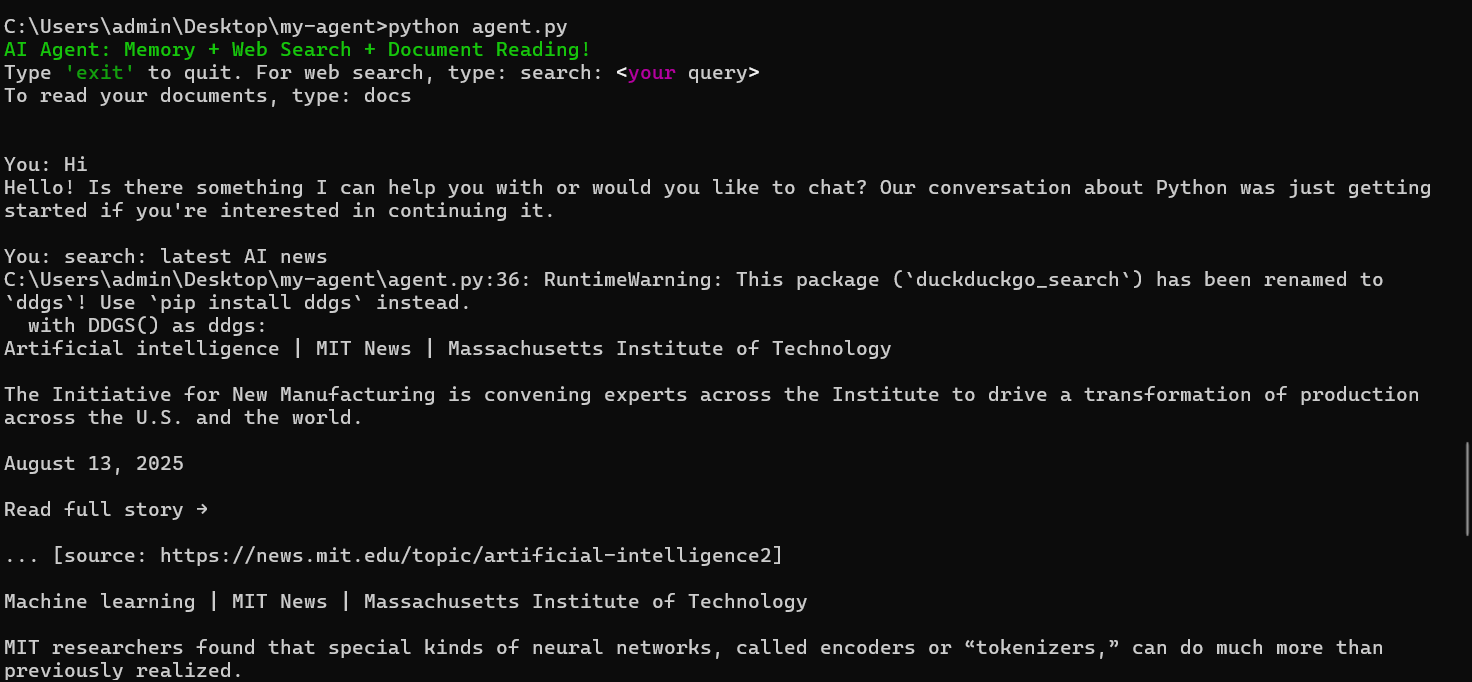 C:\Users\admin\Desktop\my-agent>python agent.py
AI Agent: Memory + Web Search + Document Reading!
Type 'exit' to quit. For web search, type: search: <your query>
To read your documents, type: docs
You: Hi
Hello! Is there something I can help you with or would you like to chat? Our conversation about Python was just getting
started if you're interested in continuing it.
You: search: latest AI news
C:\Users\admin\Desktop\my-agent\agent.py:36: RuntimeWarning: This package (`duckduckgo_search`) has been renamed to
`ddgs`! Use `pip install ddgs` instead.
  with DDGS() as ddgs:
Artificial intelligence | MIT News | Massachusetts Institute of Technology
The Initiative for New Manufacturing is convening experts across the Institute to drive a transformation of production
across the U.S. and the world.
August 13, 2025
Read full story →
... [source: https://news.mit.edu/topic/artificial-intelligence2]
Machine learning | MIT News | Massachusetts Institute of Technology
MIT researchers found that special kinds of neural networks, called encoders or “tokenizers,” can do much more than
previously realized.